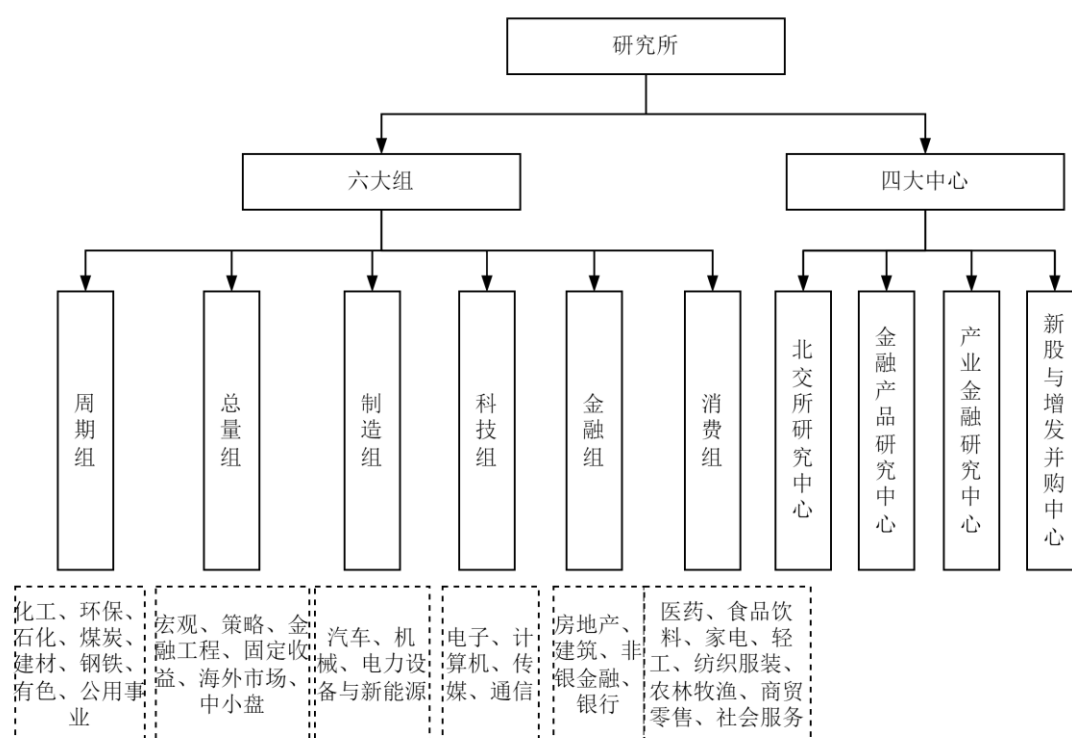 研究所
六大组
四大中心
周期组
总量组
制造组
科技组
金融组
消费组
北交所研究中心
金融产品研究中心
产业金融研究中心
新股与增发并购中心
化工、环保、
石化、煤炭、
建材、钢铁、
有色、公用事
业
宏观、策略、金
融工程、固定收
益、海外市场、
中小盘
汽车、机
械、电力设
备与新能源
电子、计
算机、传
媒、通信
房地产、
建筑、非
银金融、
银行
医药、食品饮
料、家电、轻
工、纺织服装、
农林牧渔、商贸
零售、社会服务